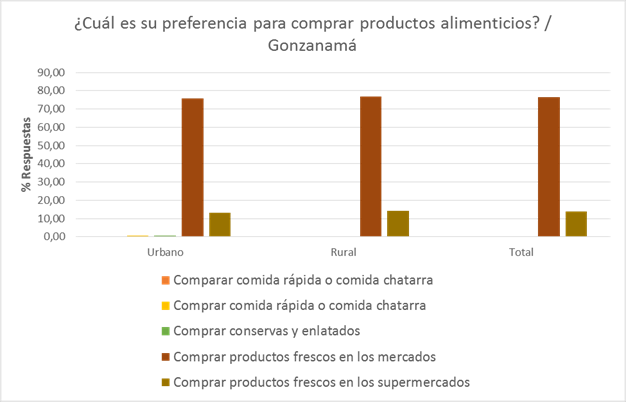 ¿Cuál es su preferencia para comprar productos alimenticios? /
Gonzanamá
90,00
80,00
70,00
60,00
50,00
40,00
30,00
20,00
10,00
0,00
% Respuestas
Urbano
Rural
Total
Comparar comida rápida o comida chatarra
Comprar comida rápida o comida chatarra
Comprar conservas y enlatados
Comprar productos frescos en los mercados
Comprar productos frescos en los supermercados